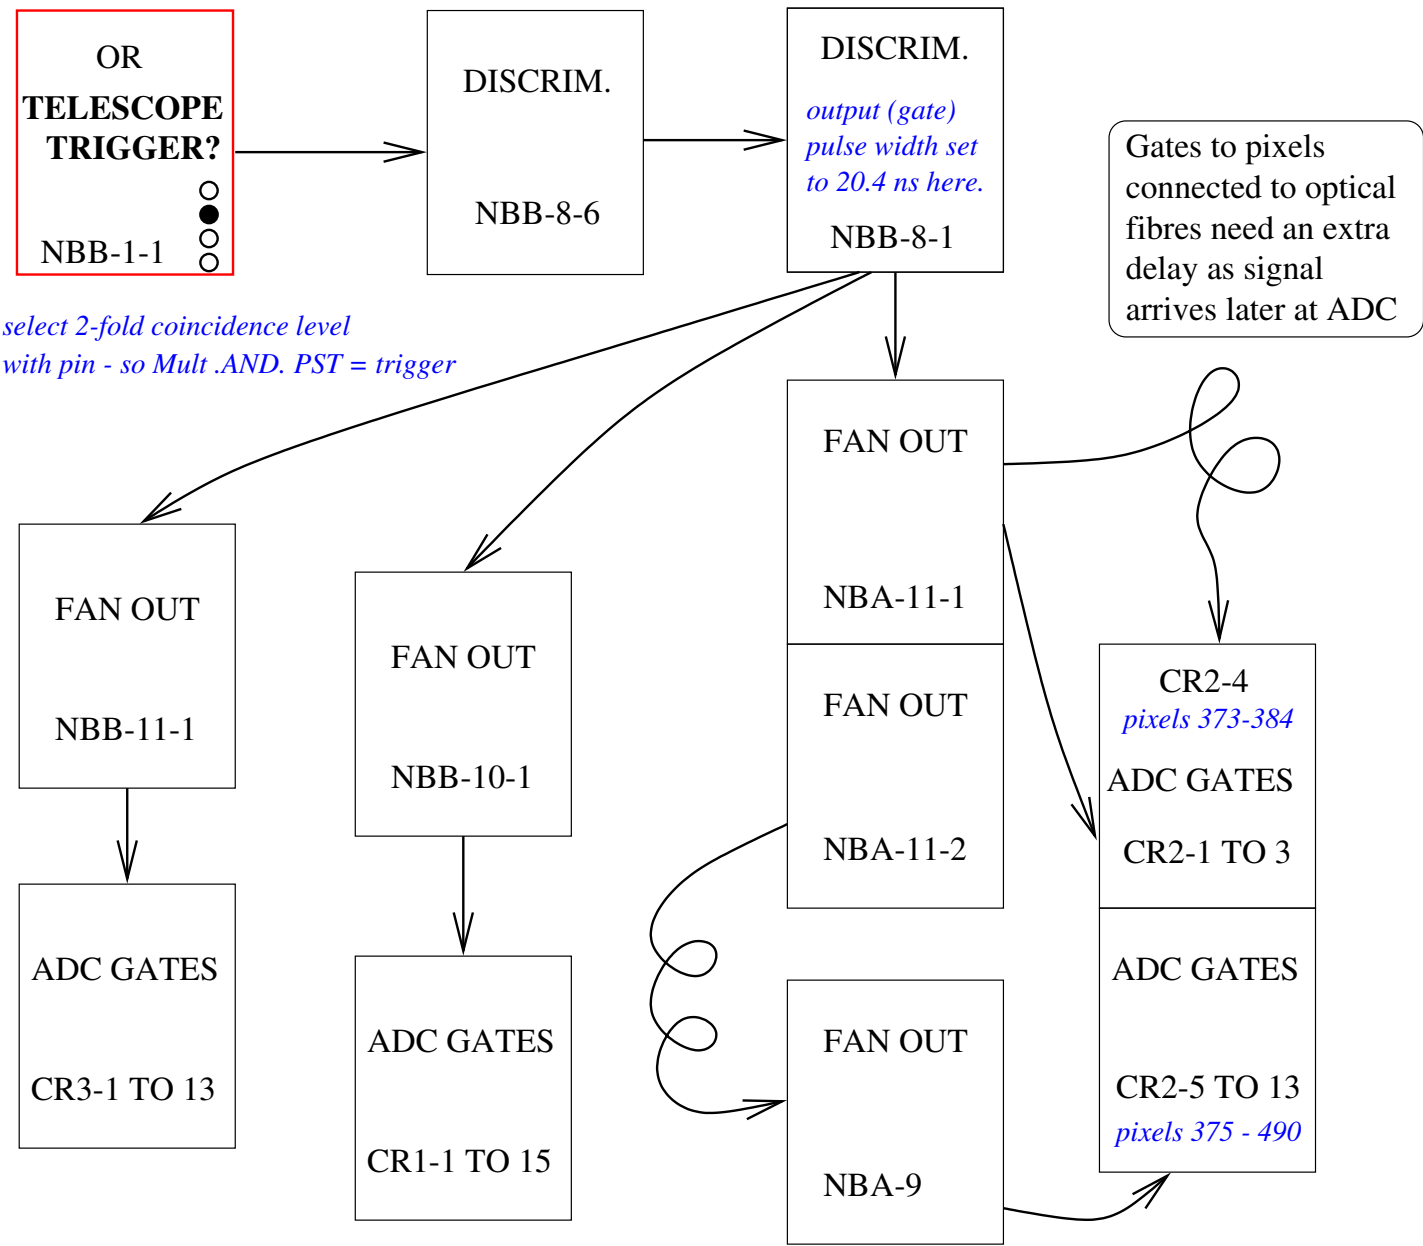 OR
TELESCOPE
TRIGGER?
NBB-1-1
select 2-fold coincidence level
with pin - so Mult .AND. PST = trigger
DISCRIM.
NBB-8-6
DISCRIM.
output (gate)
pulse width set
to 20.4 ns here.
NBB-8-1
Gates to pixels
connected to optical
fibres need an extra
delay as signal
arrives later at ADC
FAN OUT
NBB-11-1
FAN OUT
NBB-10-1
FAN OUT
NBA-11-1
FAN OUT
NBA-11-2
CR2-4
pixels 373-384
ADC GATES
CR2-1 TO 3
ADC GATES
CR3-1 TO 13
ADC GATES
CR1-1 TO 15
FAN OUT
NBA-9
ADC GATES
CR2-5 TO 13
pixels 375 - 490